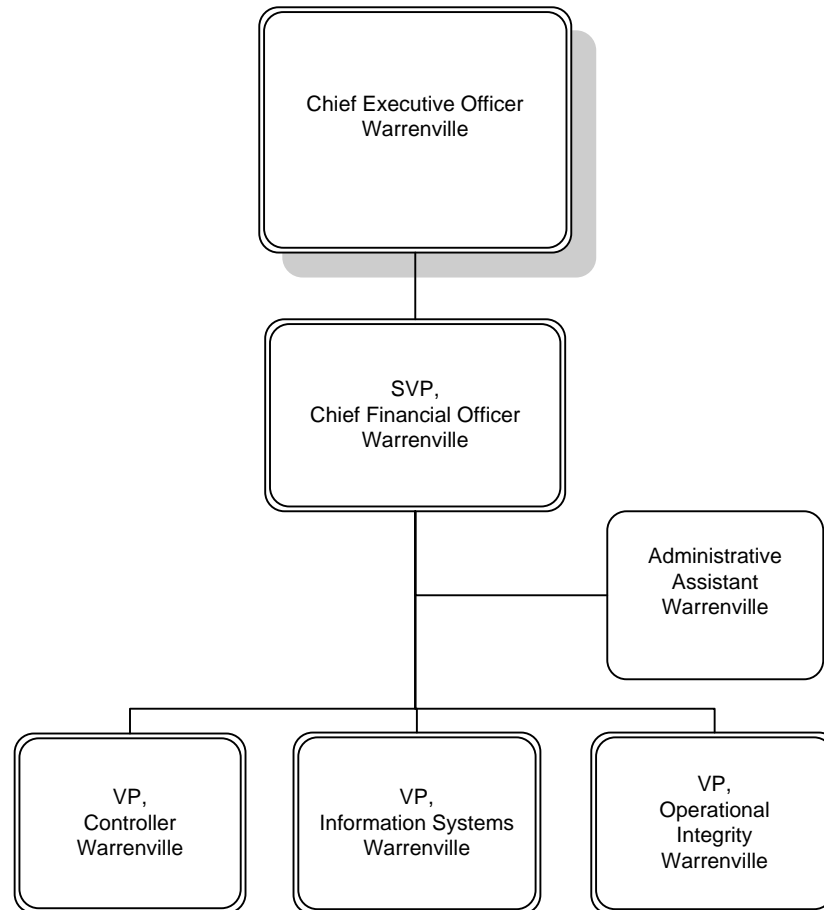 Chief Executive Officer
Warrenville
SVP,
Chief Financial Officer
Warrenville
Administrative
Assistant
Warrenville
VP,
Controller
Warrenville
VP,
Information Systems
Warrenville
VP,
Operational
Integrity
Warrenville